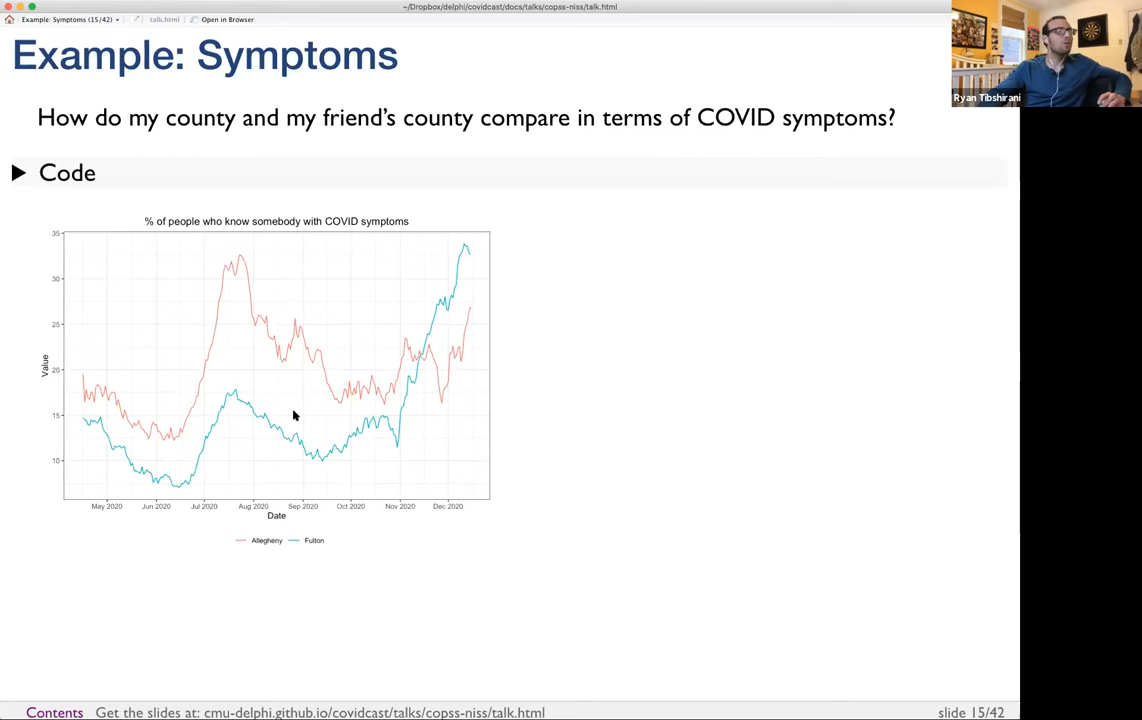 ~/Dropbox/delphi/covidcast/docs/talks/copss-niss/talk.html
Example: Symptoms (15/42)
talk.html
Open in Browser
Example: Symptoms
Ryan Tibshirani
How do my county and my friend's county compare in terms of COVID symptoms?
Code
% of people who know somebody with COVID symptoms
35
30
25
20
15
10
Value
May 2020 Jun 2020 Jul 2020 Aug 2020 Sep 2020 Oct 2020 Nov 2020 Dec 2020
Date
Allegheny Fulton
Contents Get the slides at: cmu-delphi.github.io/covidcast/talks/copss-niss/talk.html slide 15/42